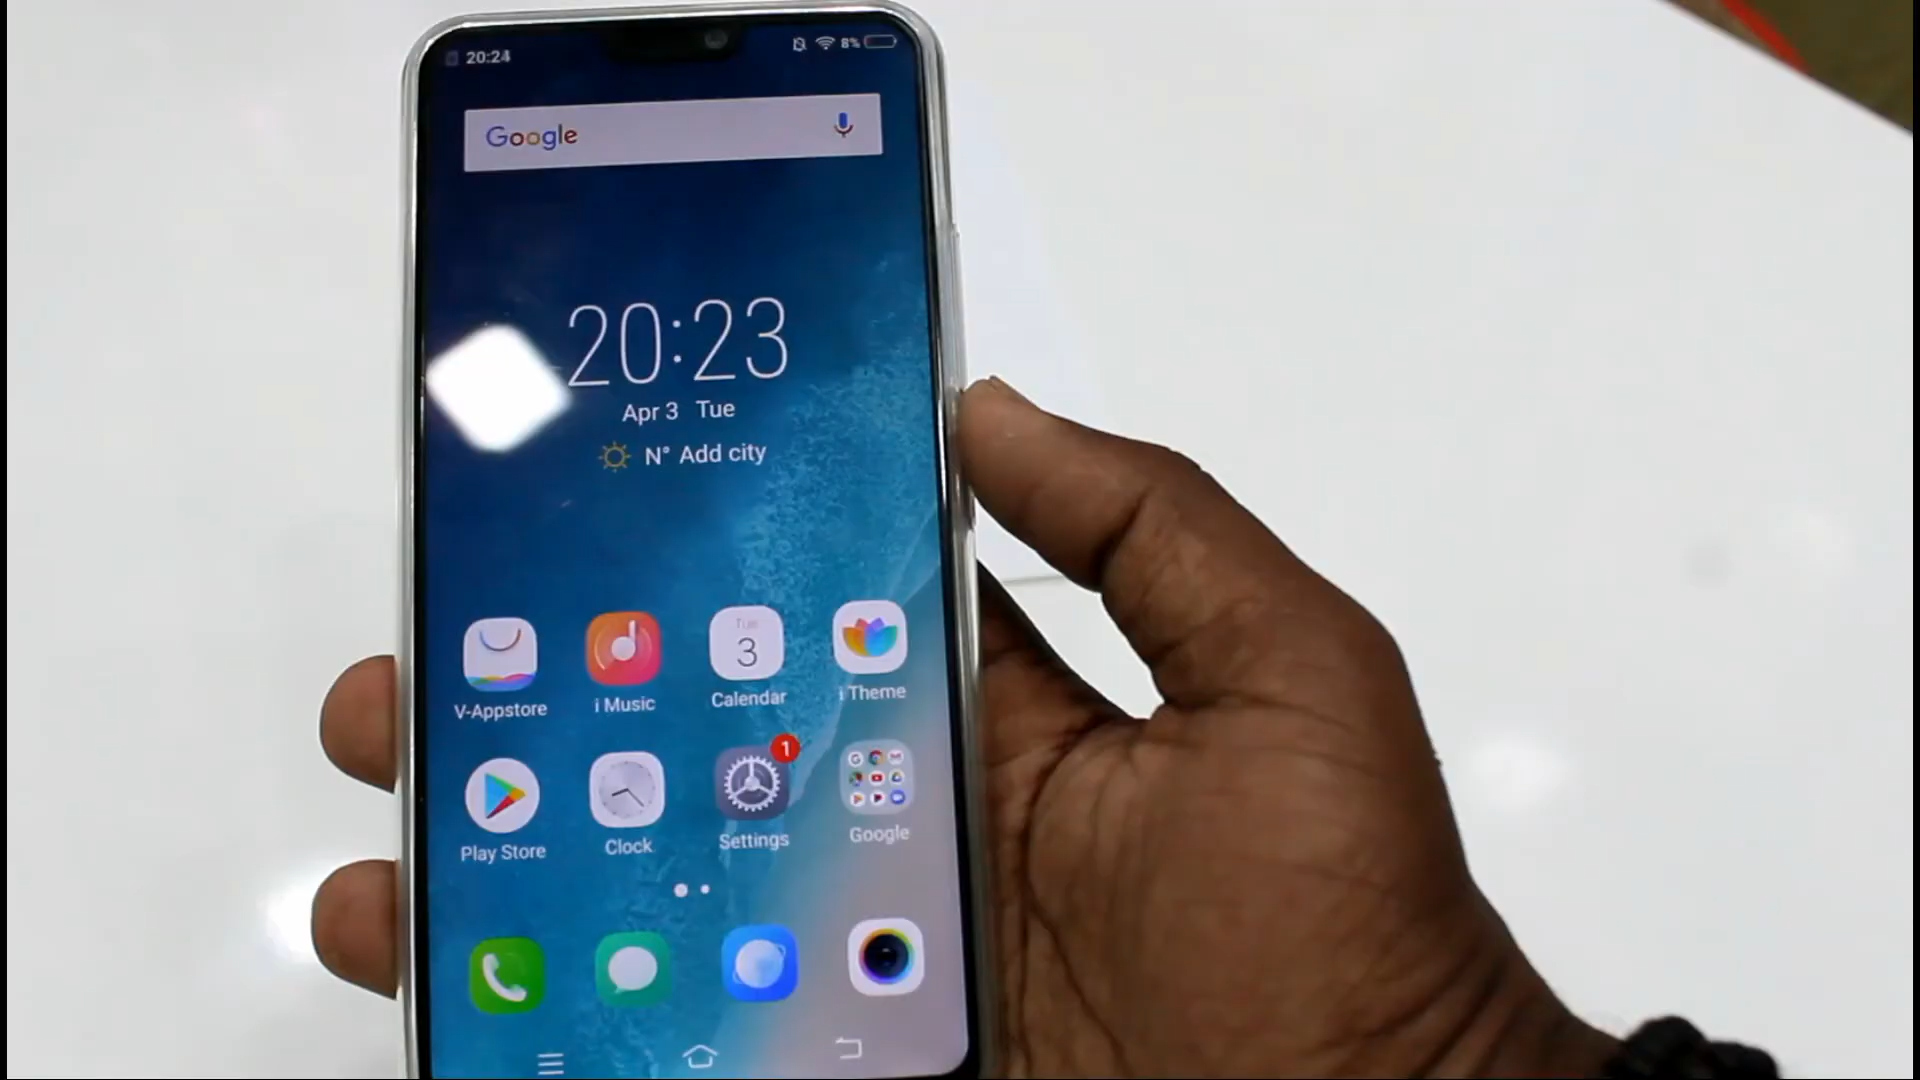 20:24 8%
Google
20:23
Apr 3 Tue
N° Add city
Tue
3
V-Appstore i Music Calendar i Theme
1
Play Store Clock Settings Google